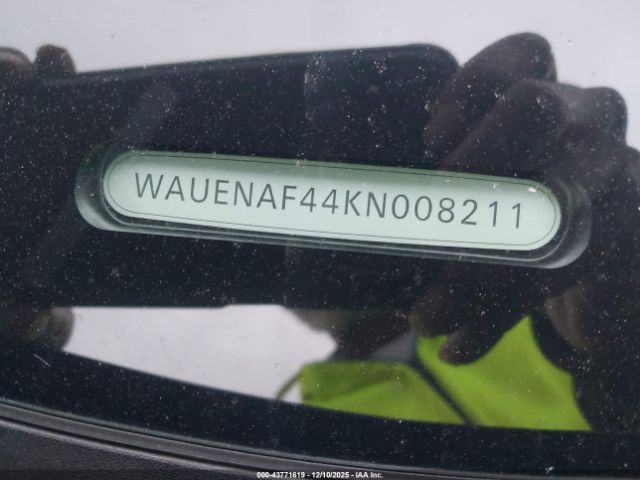 WAUENAF44KN008211
000-43771619 - 12/10/2025 - IAA Inc.